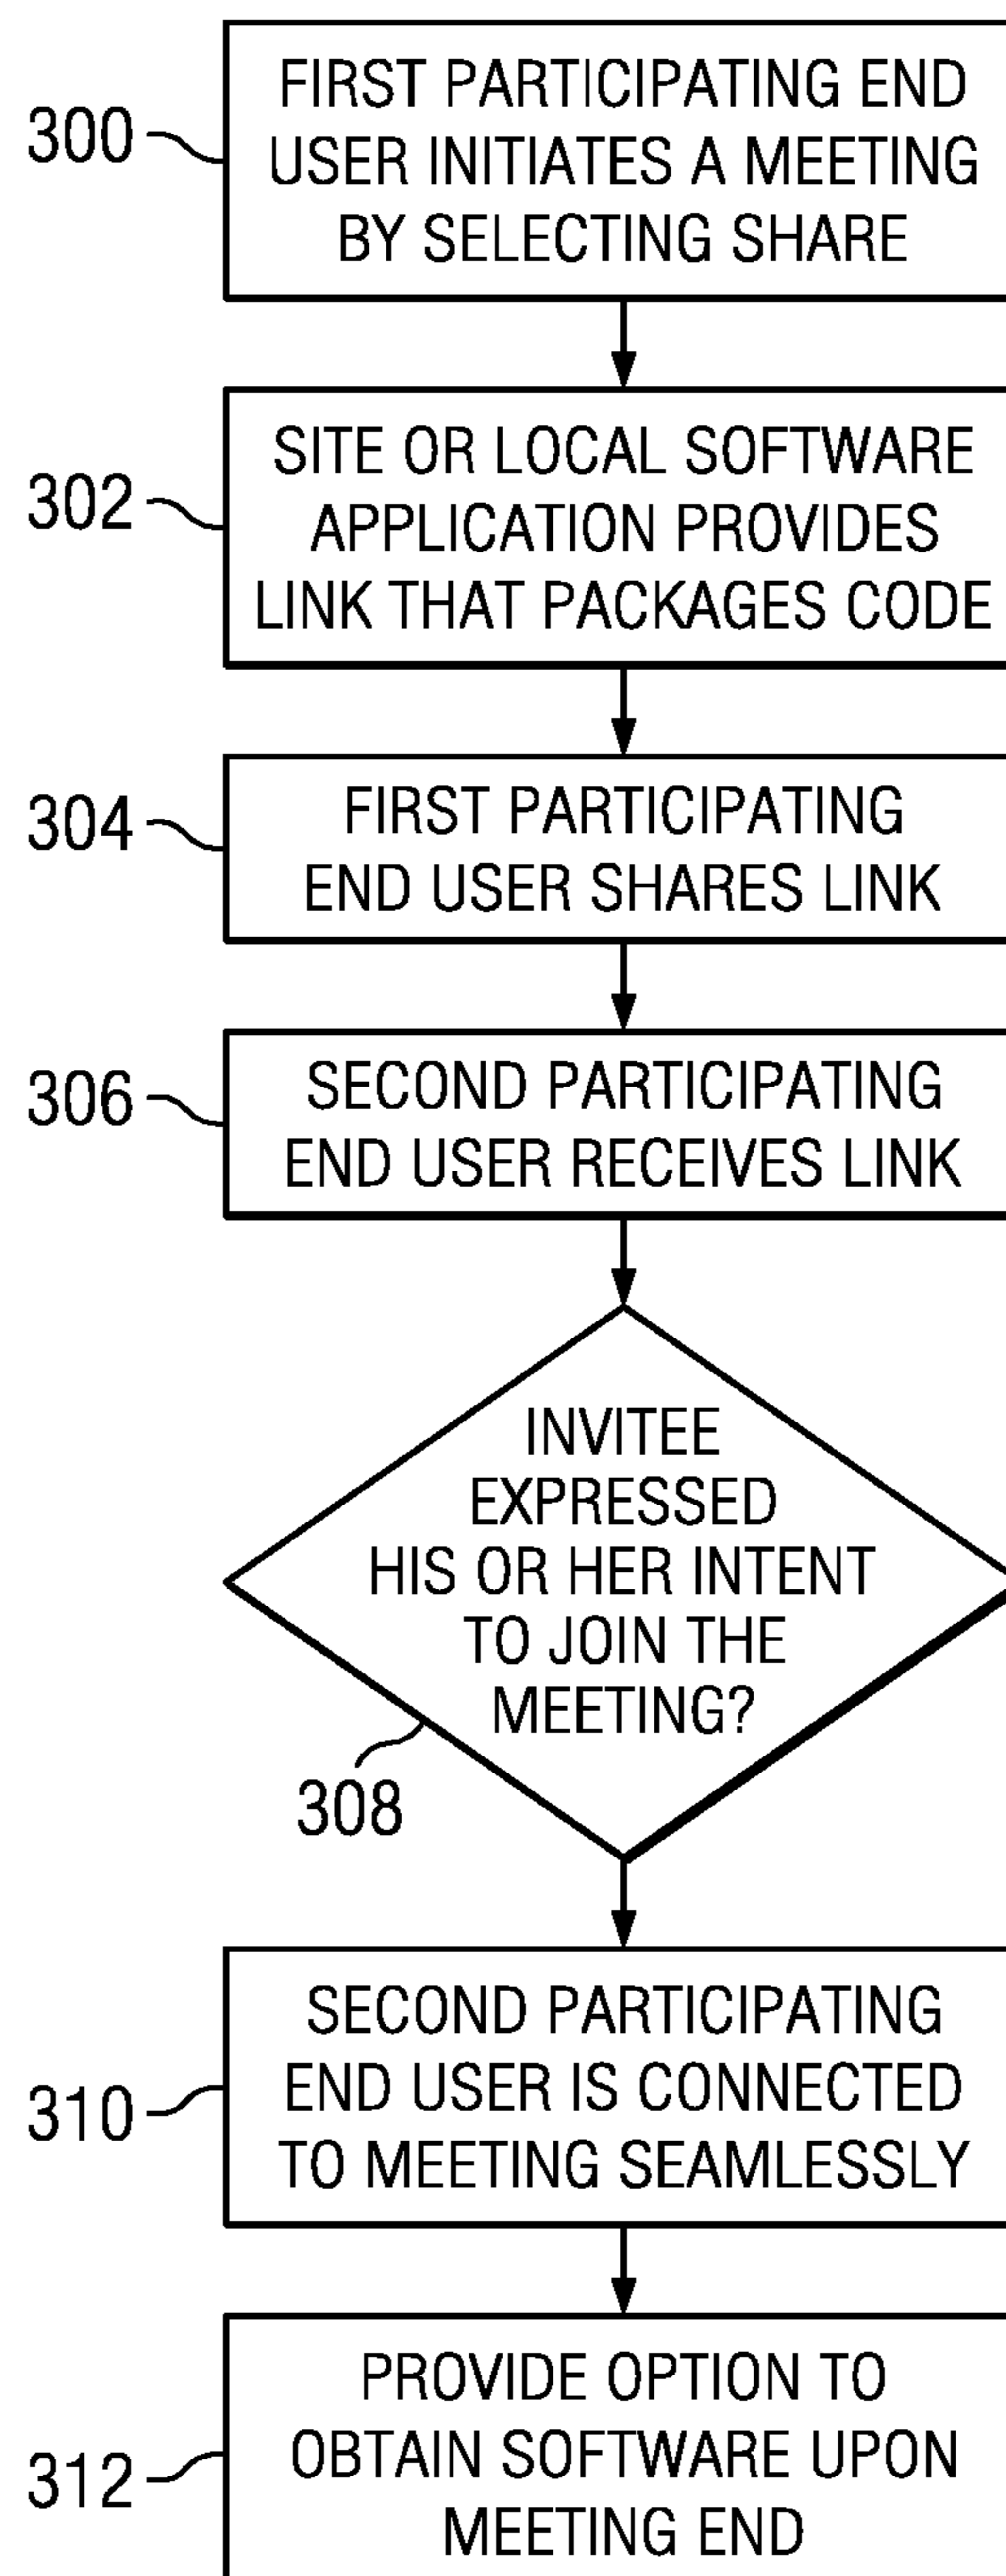 300
FIRST PARTICIPATING END
USER INITIATES A MEETING
BY SELECTING SHARE
302
SITE OR LOCAL SOFTWARE
APPLICATION PROVIDES
LINK THAT PACKAGES CODE
304
FIRST PARTICIPATING
END USER SHARES LINK
306
SECOND PARTICIPATING
END USER RECEIVES LINK
INVITEE
EXPRESSED
HIS OR HER INTENT
TO JOIN THE
MEETING?
308
310
SECOND PARTICIPATING
END USER IS CONNECTED
TO MEETING SEAMLESSLY
312
PROVIDE OPTION TO
OBTAIN SOFTWARE UPON
MEETING END